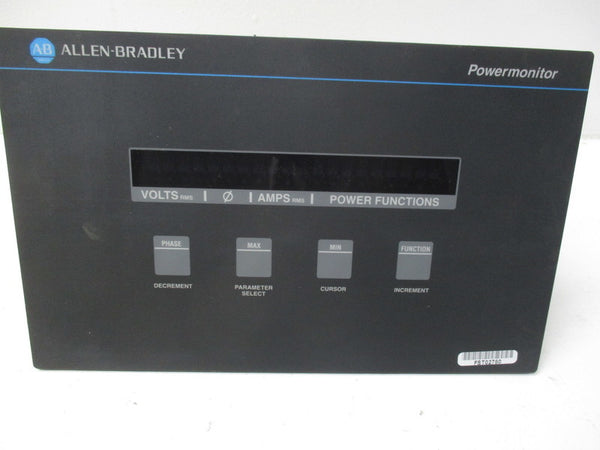 AB ALLEN-BRADLEY
Powermonitor
VOLTS RMS | Ø | AMPS RMS | POWER FUNCTIONS
PHASE MAX MIN FUNCTION
DECREMENT PARAMETER SELECT CURSOR INCREMENT